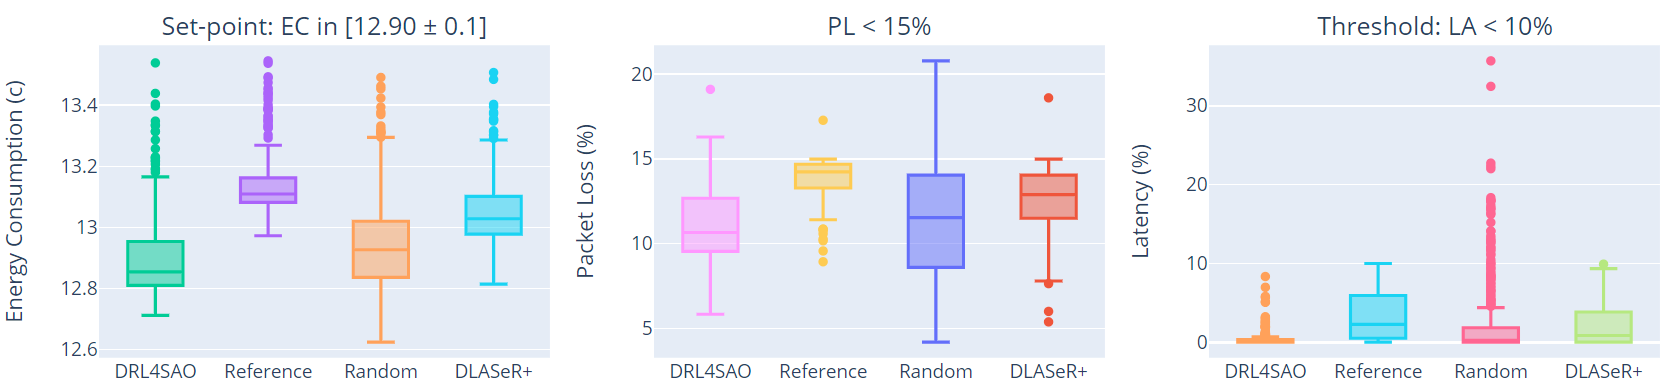 Set-point: EC in [12.90 ± 0.1]
Energy Consumption (c)
13.4
13.2
13
12.8
12.6
DRL4SAO Reference Random DLASeR+
PL < 15%
Packet Loss (%)
20
15
10
5
DRL4SAO Reference Random DLASeR+
Threshold: LA < 10%
Latency (%)
30
20
10
0
DRL4SAO Reference Random DLASeR+